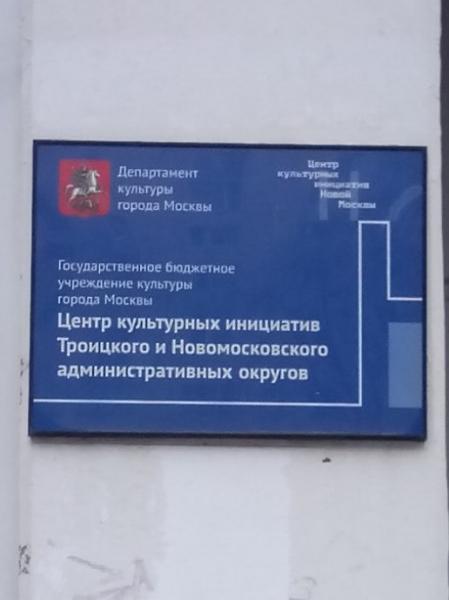 Департамент
культуры
города Москвы
Центр
культурных
инициатив
Новой
Москвы
Государственное бюджетное
учреждение культуры
города Москвы
Центр культурных инициатив
Троицкого и Новомосковского
административных округов